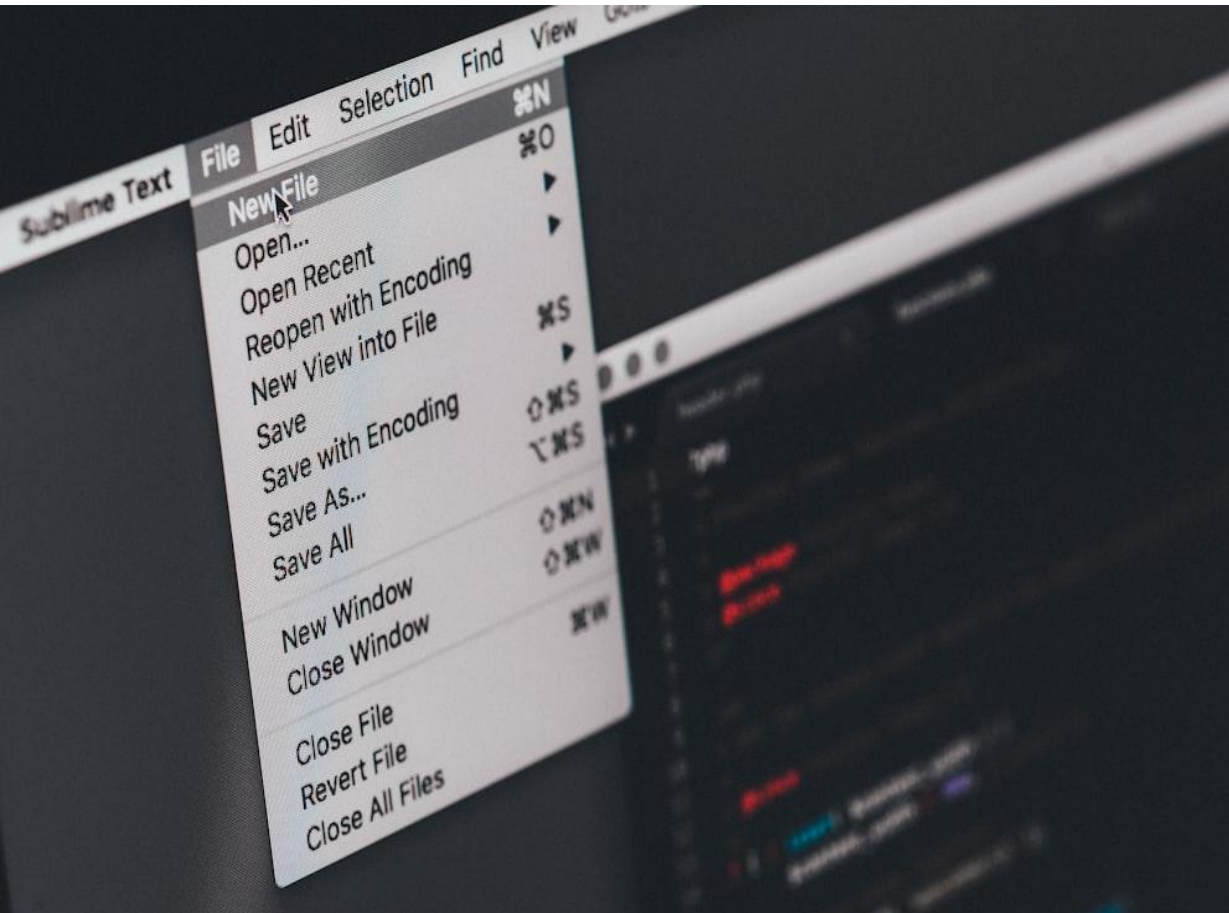 Sublime Text File Edit Selection Find View
New File ⌘N
Open... ⌘O
Open Recent ▶
Reopen with Encoding ▶
New View into File
Save ⌘S
Save with Encoding ▶
Save As... ⇧⌘S
Save All ⌥⌘S
New Window ⇧⌘N
Close Window ⇧⌘W
Close File ⌘W
Revert File
Close All Files